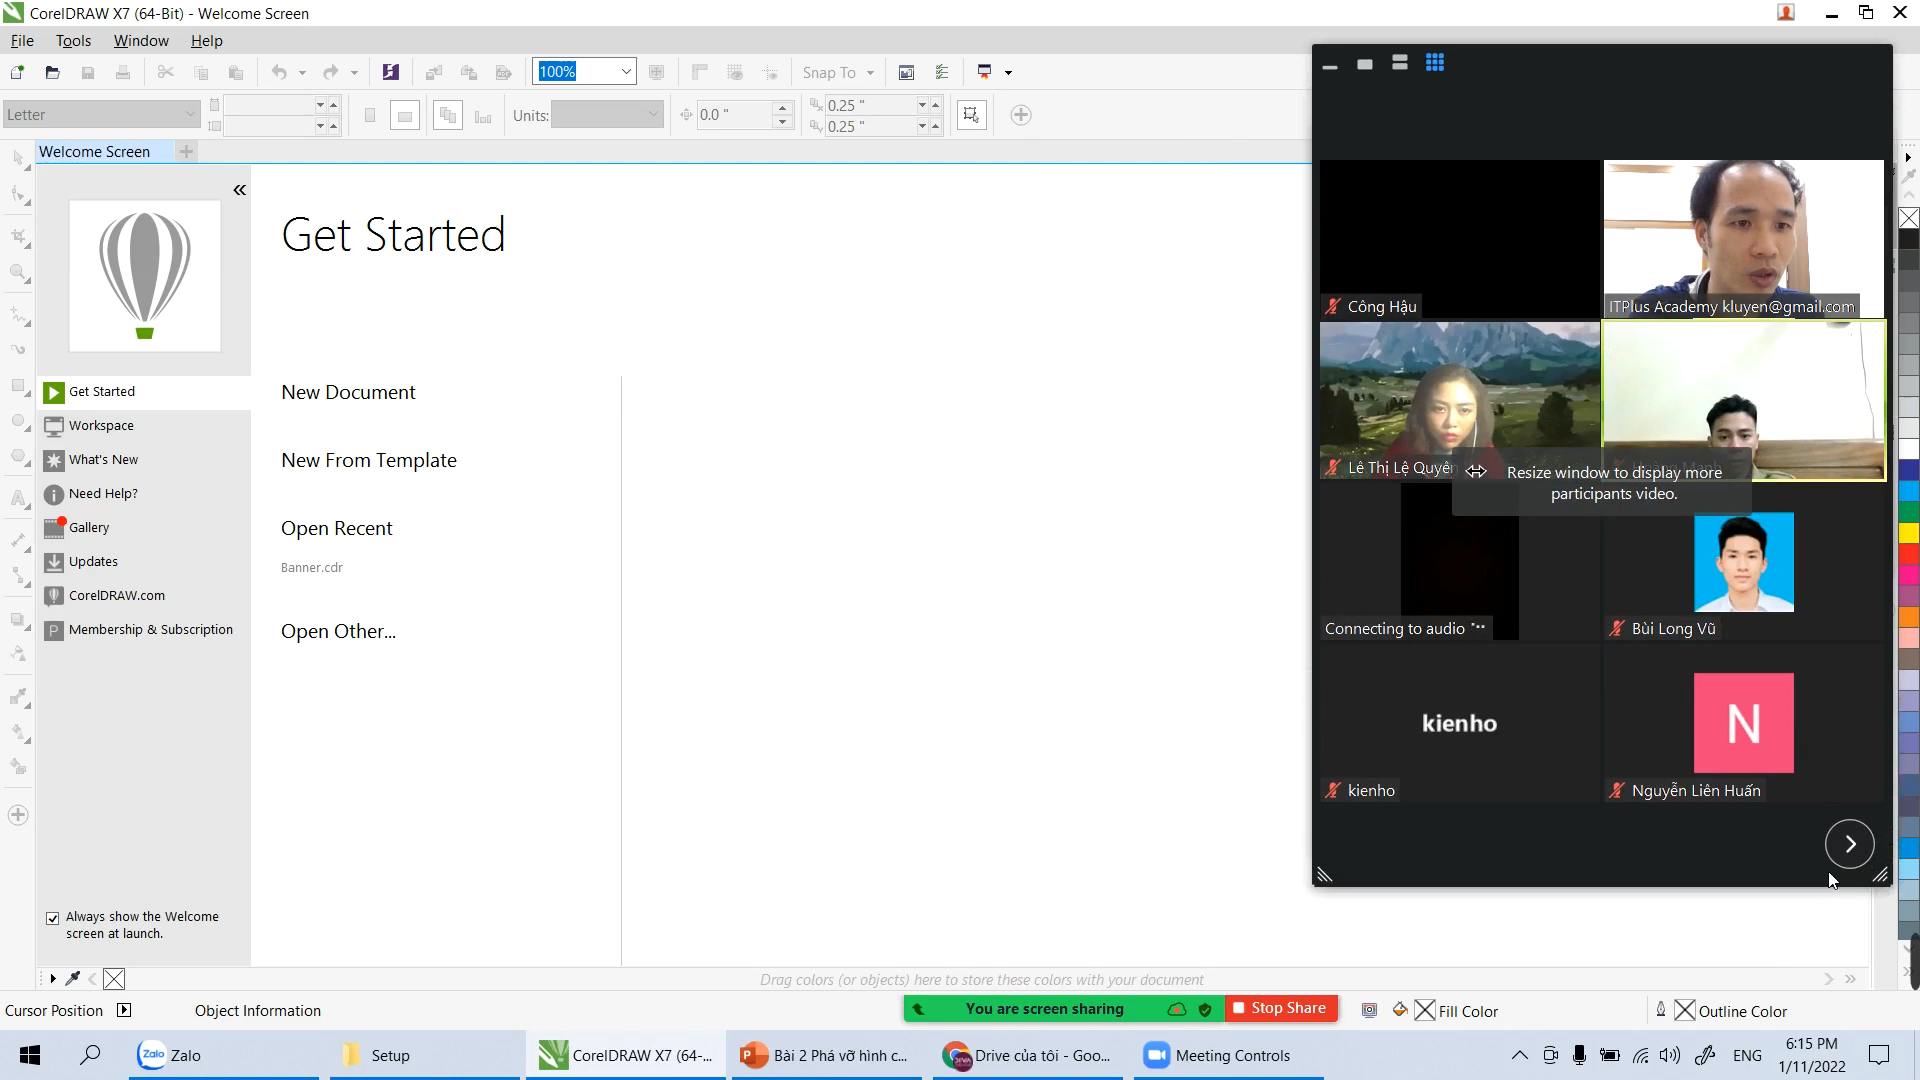 CorelDRAW X7 (64-Bit) - Welcome Screen
File Tools Window Help
100%
Snap To
Letter
Units:
0.0 "
0.25 "
0.25 "
Welcome Screen
Get Started
Get Started
Workspace
What's New
Need Help?
Gallery
Updates
CorelDRAW.com
Membership & Subscription
New Document
New From Template
Open Recent
Banner.cdr
Open Other...
Always show the Welcome
screen at launch.
Công Hậu
ITPlus Academy kluyen@gmail.com
Lê Thị Lệ Quyên
Resize window to display more
participants video.
Connecting to audio
Bùi Long Vũ
kienho
N
kienho
Nguyễn Liên Huấn
Drag colors (or objects) here to store these colors with your document
Cursor Position
Object Information
You are screen sharing
Stop Share
Fill Color
Outline Color
Zalo
Zalo
Setup
CorelDRAW X7 (64-...
Bài 2 Phá vỡ hình c...
Drive của tôi - Goo...
Meeting Controls
ENG
6:15 PM
1/11/2022